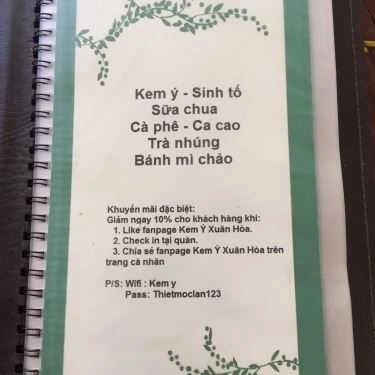 Kem ý - Sinh tố
Sữa chua
Cà phê - Ca cao
Trà nhúng
Bánh mì chảo
Khuyến mãi đặc biệt:
Giảm ngay 10% cho khách hàng khi:
1. Like fanpage Kem Ý Xuân Hòa.
2. Check in tại quán.
3. Chia sẻ fanpage Kem Ý Xuân Hòa trên
trang cá nhân
P/S: Wifi : Kem y
Pass: Thietmoclan123